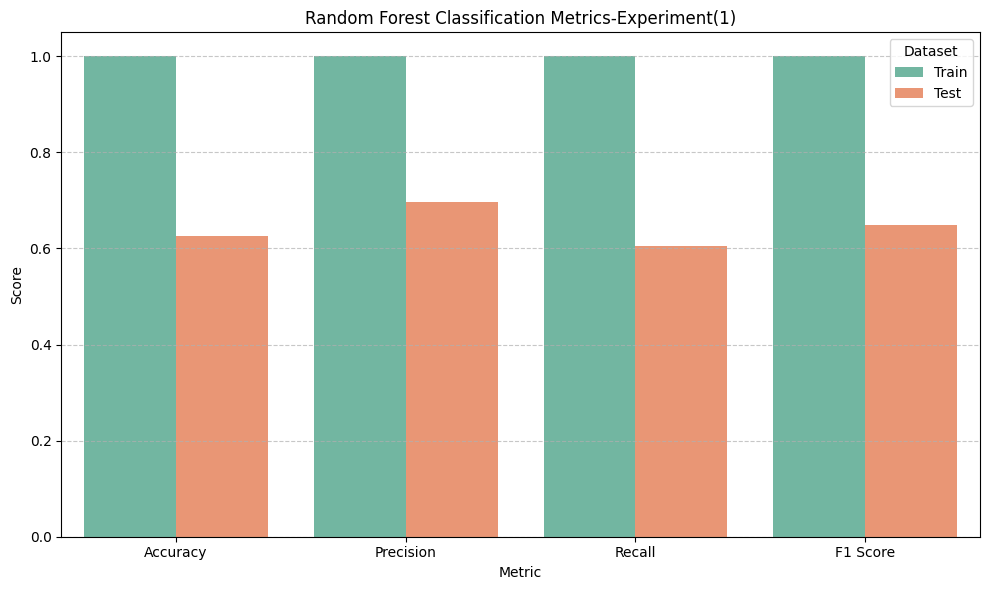 Random Forest Classification Metrics-Experiment(1)
Dataset
Train
Test
1.0
0.8
0.6
0.4
0.2
0.0
Score
Accuracy
Precision
Recall
F1 Score
Metric